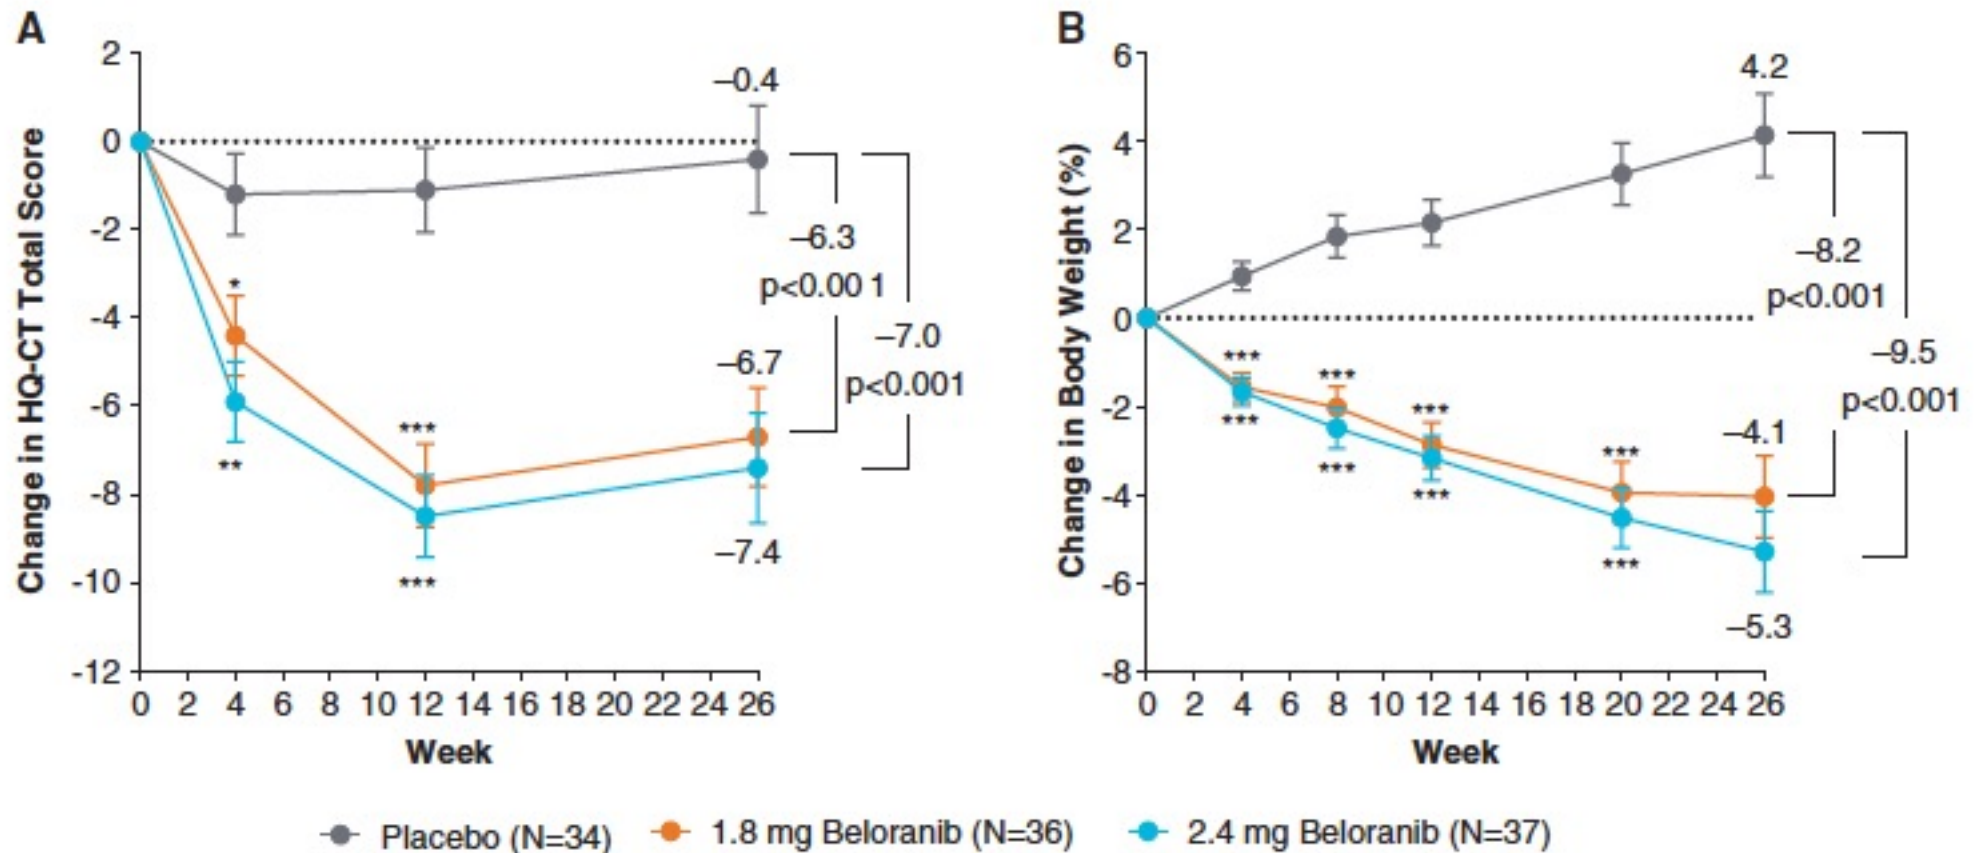 A
Change in HQ-CT Total Score
2
0
-2
-4
-6
-8
-10
-12
0 2 4 6 8 10 12 14 16 18 20 22 24 26
Week
*
**
***
***
–0.4
–6.3
p<0.001
–7.0
p<0.001
–6.7
–7.4
B
Change in Body Weight (%)
6
4
2
0
-2
-4
-6
-8
0 2 4 6 8 10 12 14 16 18 20 22 24 26
Week
***
***
***
***
***
***
***
***
4.2
–8.2
p<0.001
–9.5
p<0.001
–4.1
–5.3
Placebo (N=34) 1.8 mg Beloranib (N=36) 2.4 mg Beloranib (N=37)